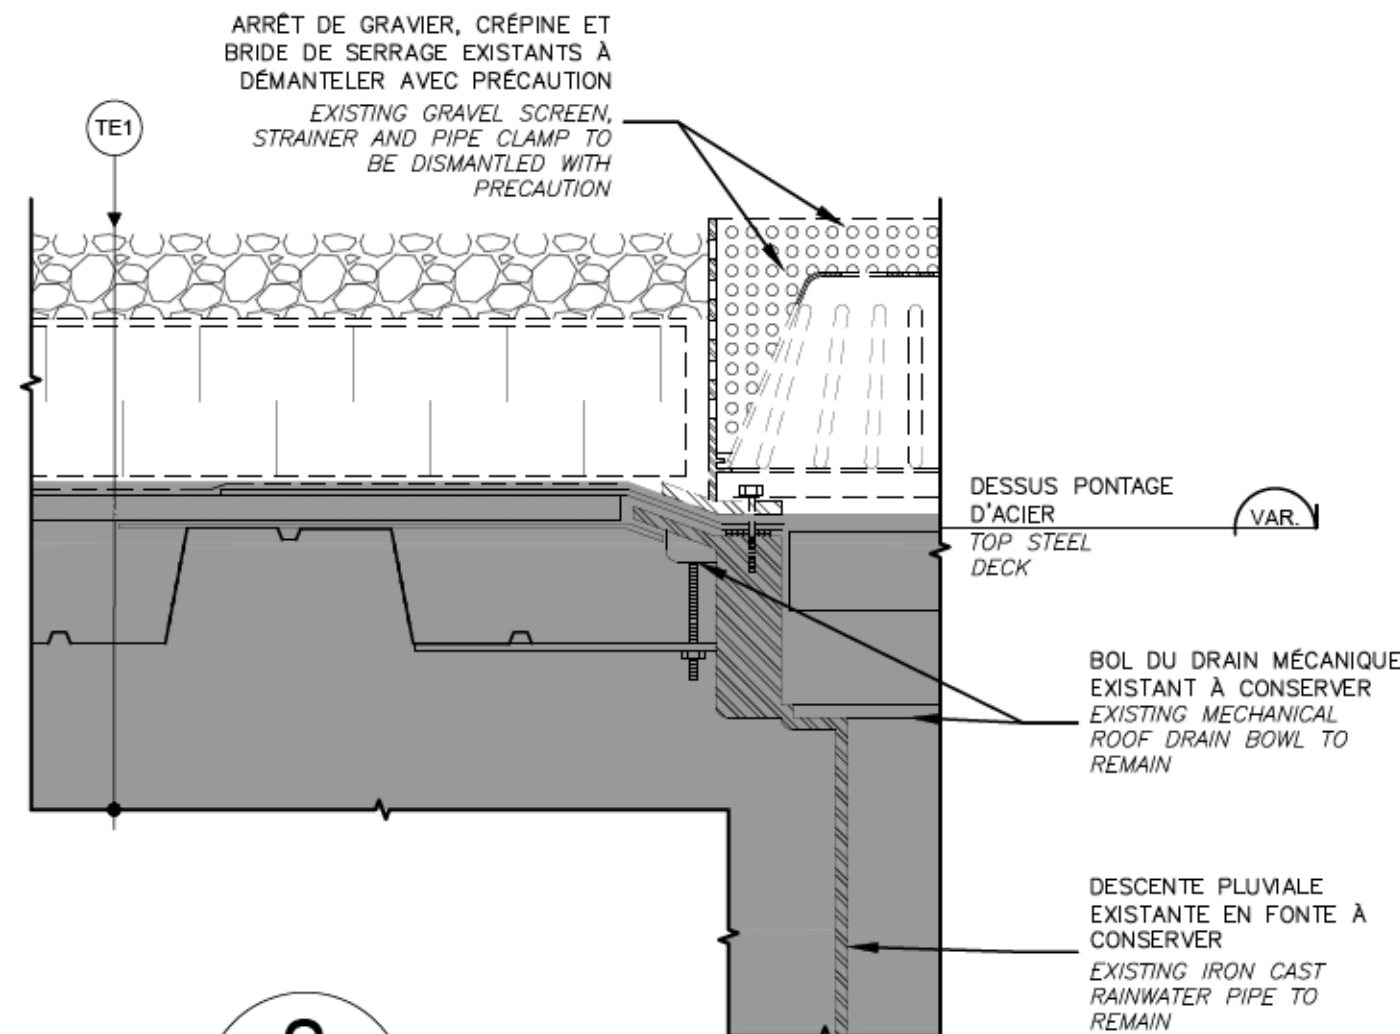 ARRÊT DE GRAVIER, CRÉPINE ET
BRIDE DE SERRAGE EXISTANTS À
DÉMANTELER AVEC PRÉCAUTION
EXISTING GRAVEL SCREEN,
STRAINER AND PIPE CLAMP TO
BE DISMANTLED WITH
PRECAUTION
TE1
DESSUS PONTAGE
D'ACIER
TOP STEEL
DECK
VAR.
BOL DU DRAIN MÉCANIQUE
EXISTANT À CONSERVER
EXISTING MECHANICAL
ROOF DRAIN BOWL TO
REMAIN
DESCENTE PLUVIALE
EXISTANTE EN FONTE À
CONSERVER
EXISTING IRON CAST
RAINWATER PIPE TO
REMAIN